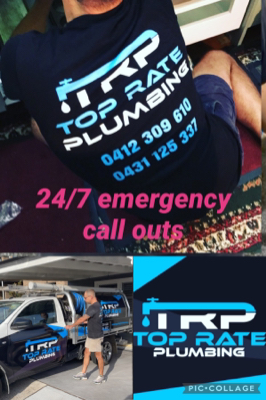 TRP
TOP RATE
PLUMBING
0412 309 610
0431 125 337
24/7 emergency
call outs
TRP
TOP RATE
PLUMBING
TRP
TOP RATE
PLUMBING
PIC•COLLAGE